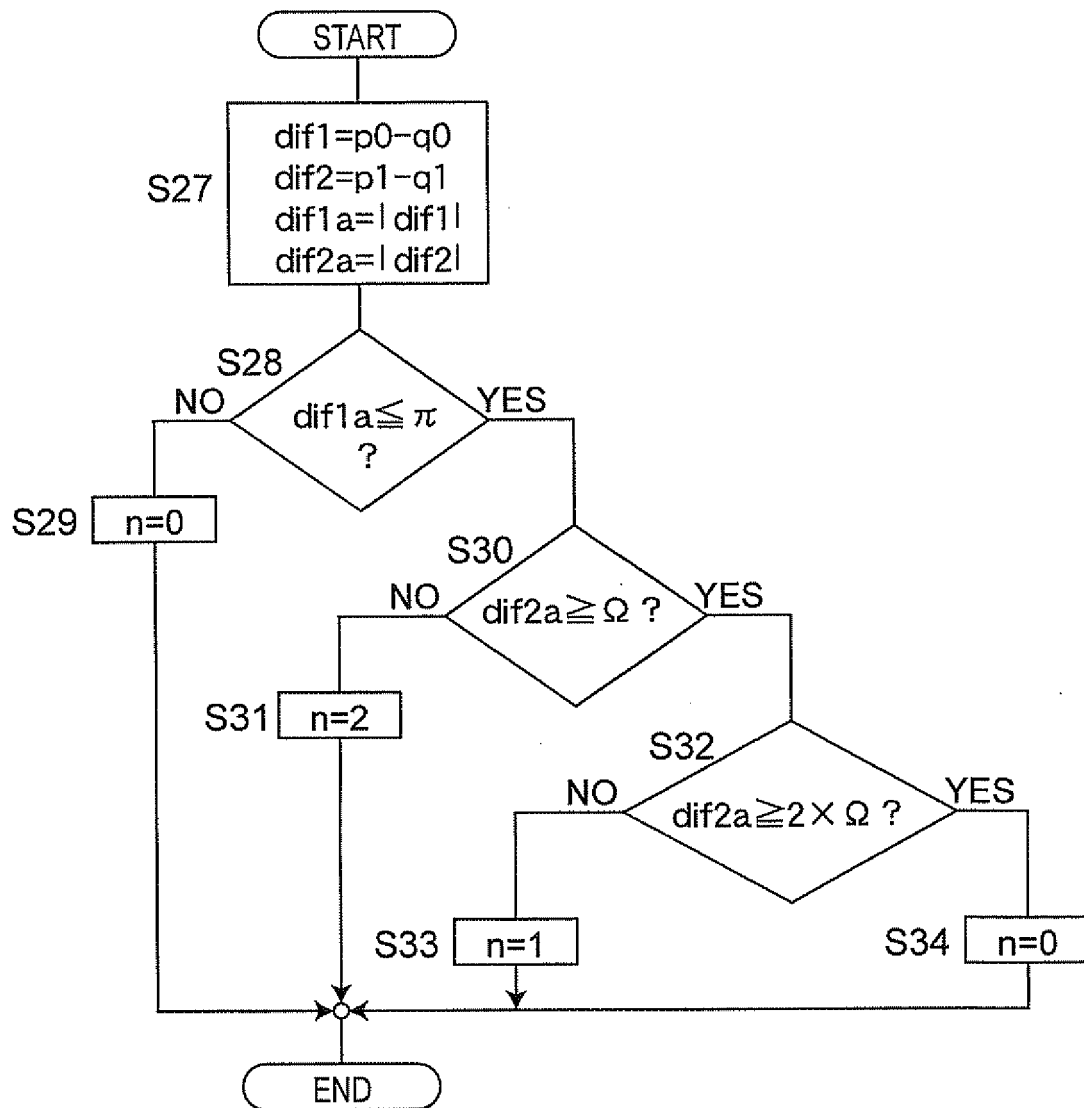 START
S27
dif1=p0-q0
dif2=p1-q1
dif1a=|dif1|
dif2a=|dif2|
S28
NO
YES
dif1a≦π
?
S29
n=0
S30
NO
YES
dif2a≧Ω ?
S31
n=2
S32
NO
YES
dif2a≧2×Ω ?
S33
n=1
S34
n=0
END